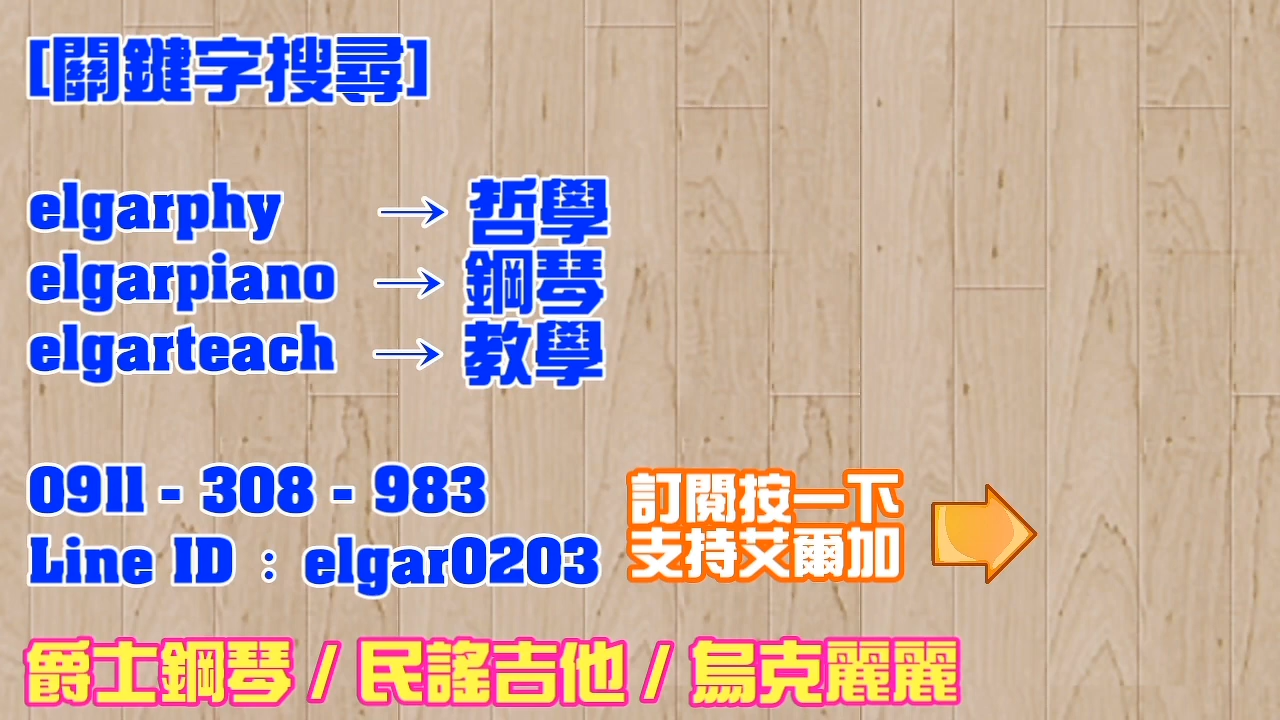 [關鍵字搜尋]
elgarphy → 哲學
elgarpiano → 鋼琴
elgarteach → 教學
0911 - 308 - 983
Line ID : elgar0203
訂閱按一下
支持艾爾加
爵士鋼琴 / 民謠吉他 / 烏克麗麗